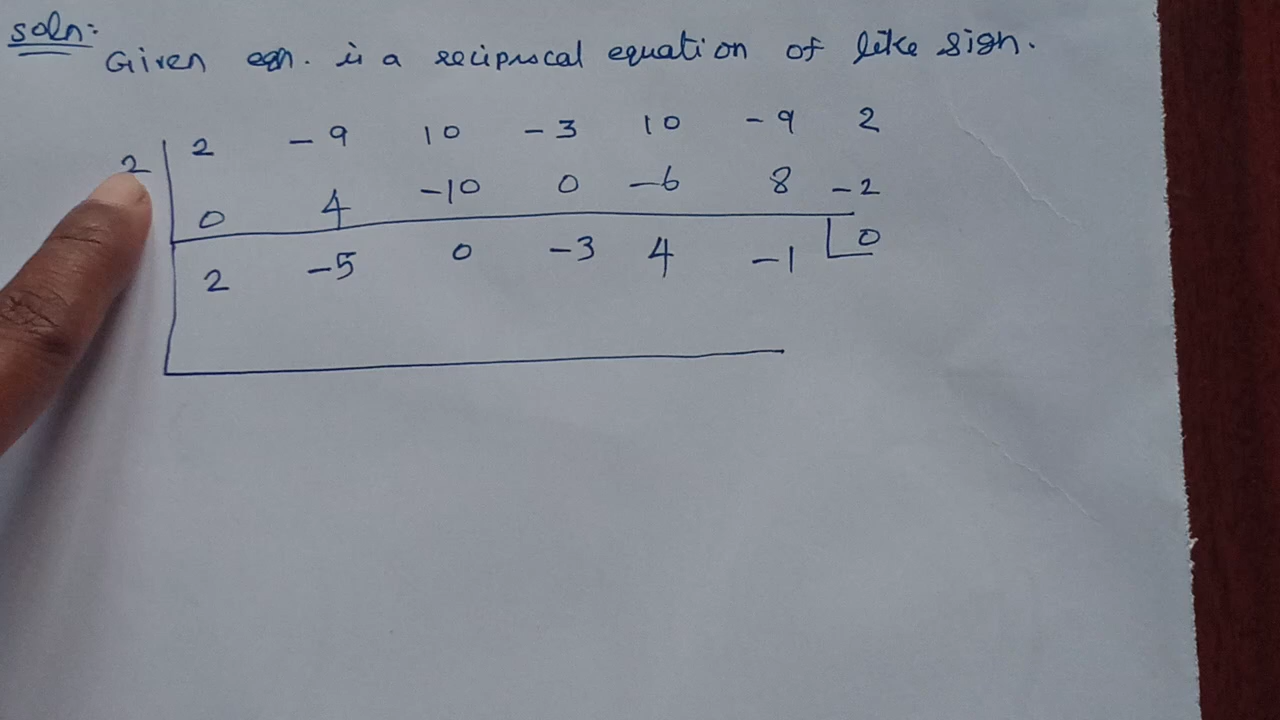 Soln:
Given eqn. is a reciprocal equation of like sign.
2 | 2 -9 10 -3 10 -9 2
0 4 -10 0 -6 8 -2
2 -5 0 -3 4 -1 0